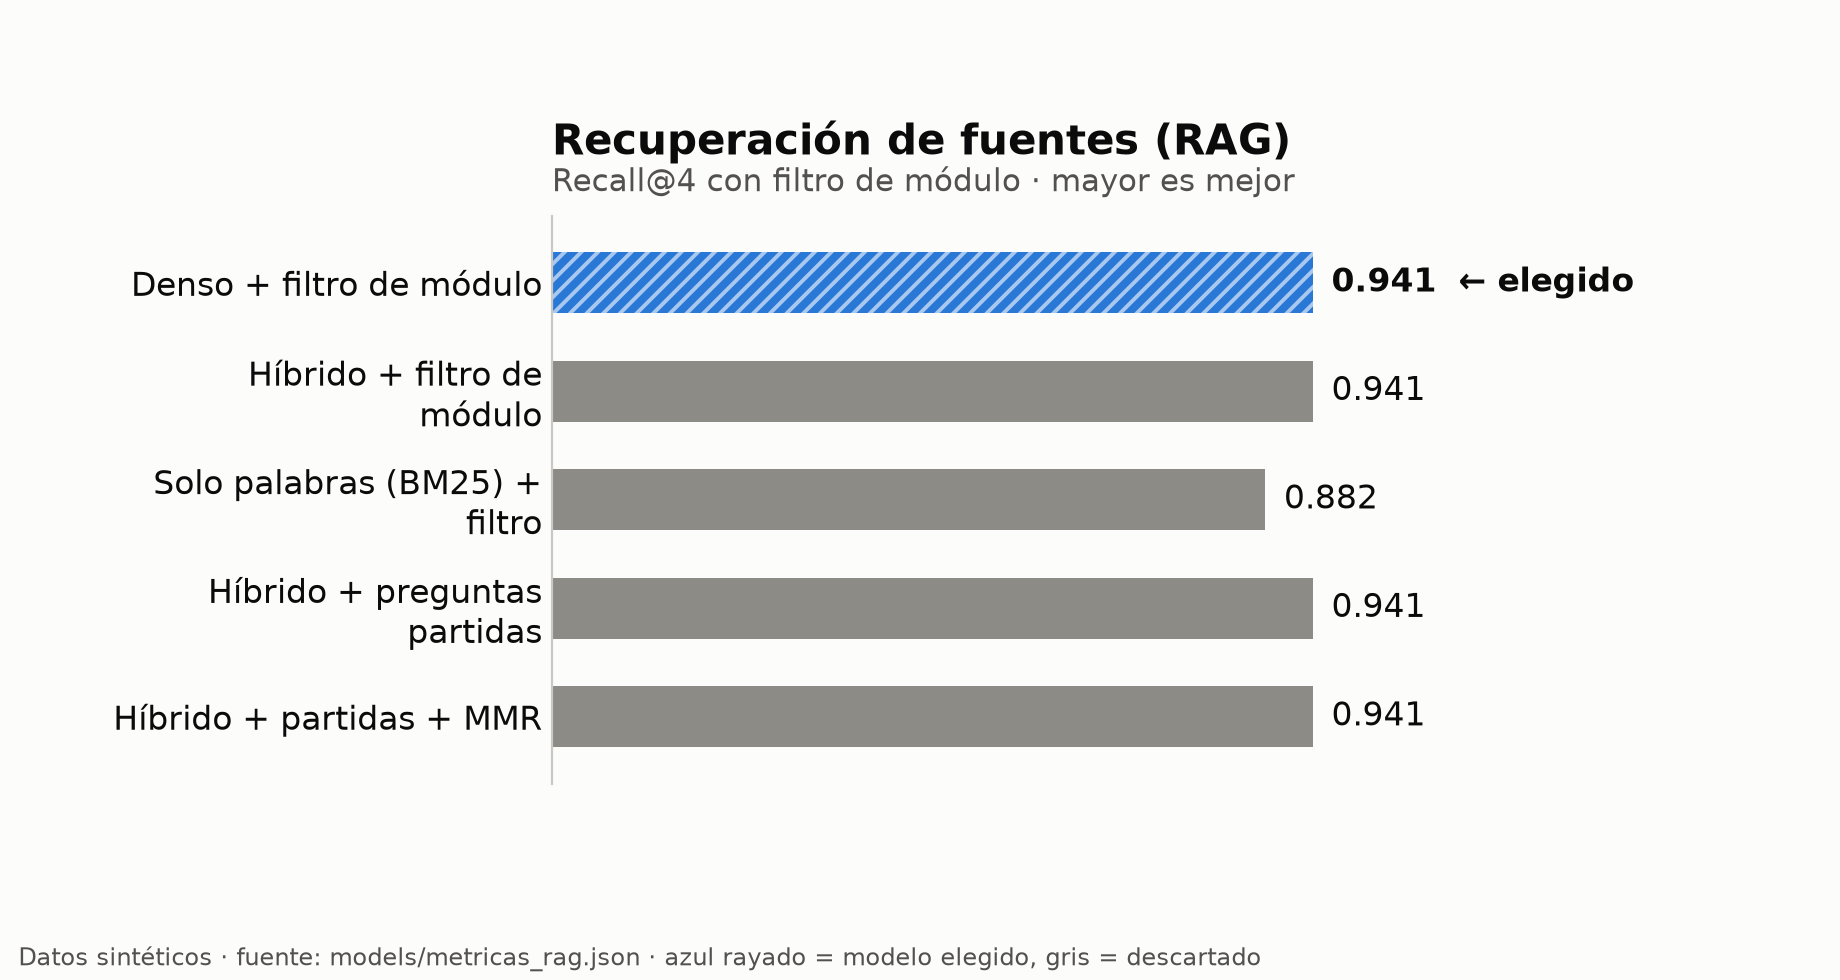 Recuperación de fuentes (RAG)
Recall@4 con filtro de módulo · mayor es mejor
Denso + filtro de módulo
0.941 ← elegido
Híbrido + filtro de
módulo
0.941
Solo palabras (BM25) +
filtro
0.882
Híbrido + preguntas
partidas
0.941
Híbrido + partidas + MMR
0.941
Datos sintéticos · fuente: models/metricas_rag.json · azul rayado = modelo elegido, gris = descartado